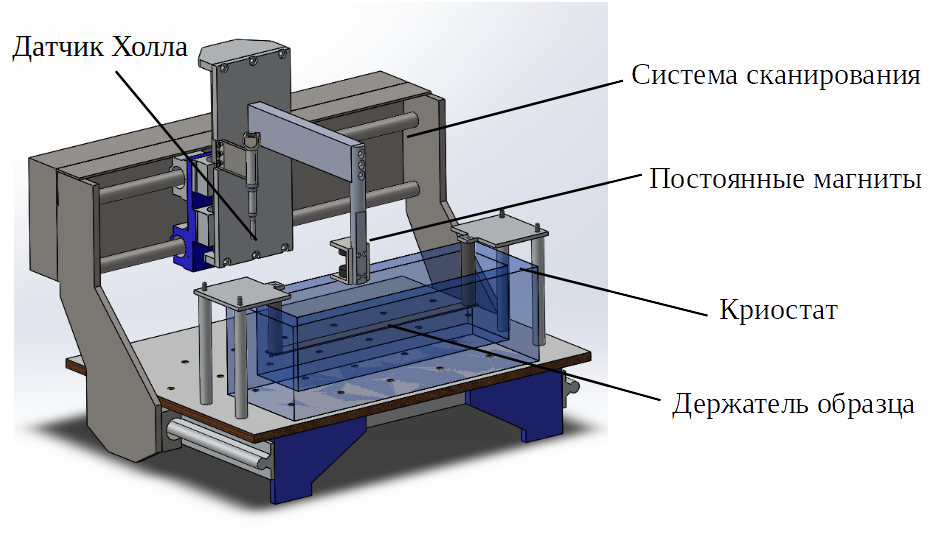 Датчик Холла
Система сканирования
Постоянные магниты
Криостат
Держатель образца